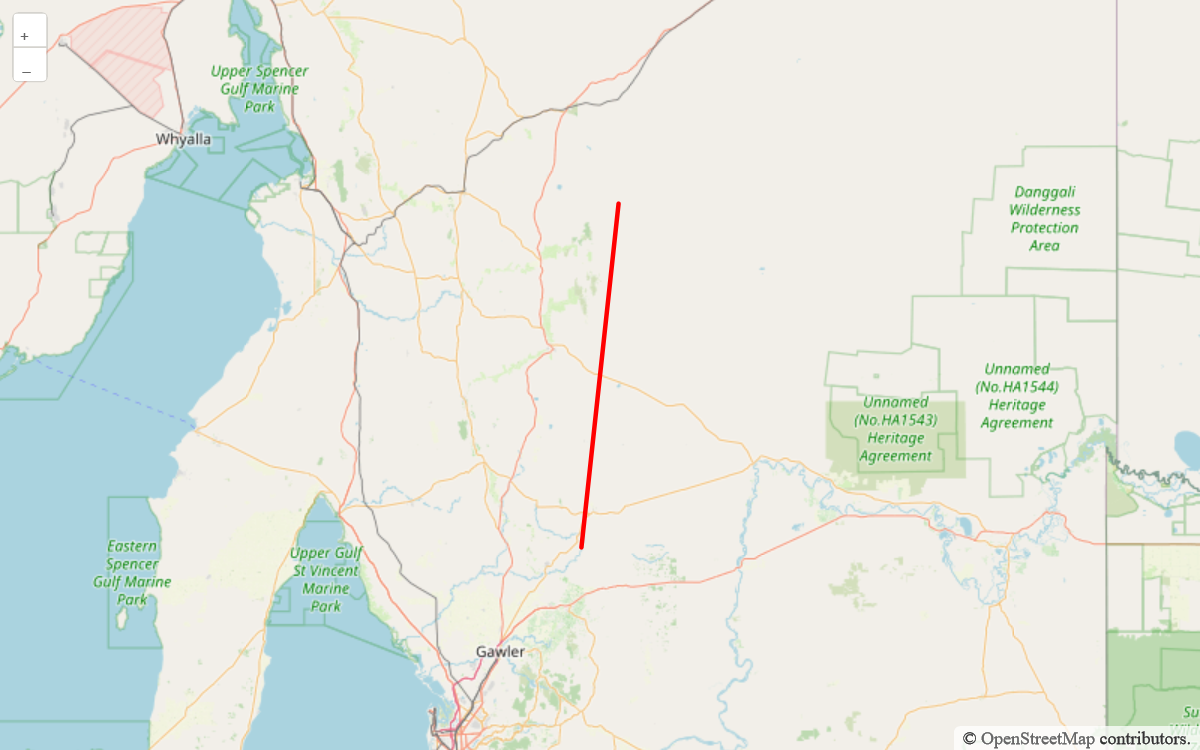 +
−
Upper Spencer
Gulf Marine
Park
Whyalla
Danggali
Wilderness
Protection
Area
Unnamed
(No.HA1544)
Heritage
Agreement
Unnamed
(No.HA1543)
Heritage
Agreement
Eastern
Spencer
Gulf Marine
Park
Upper Gulf
St Vincent
Marine
Park
Gawler
Su
© OpenStreetMap contributors.